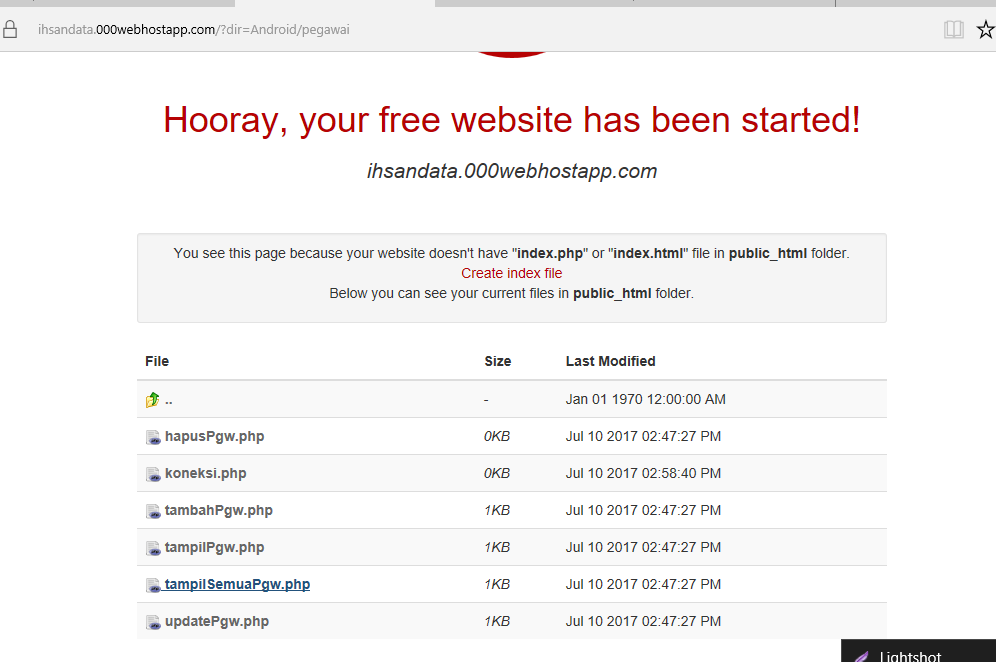 ihsandata.000webhostapp.com/?dir=Android/pegawai
Hooray, your free website has been started!
ihsandata.000webhostapp.com
You see this page because your website doesn't have "index.php" or "index.html" file in public_html folder.
Create index file
Below you can see your current files in public_html folder.
File Size Last Modified
.. - Jan 01 1970 12:00:00 AM
hapusPgw.php 0KB Jul 10 2017 02:47:27 PM
koneksi.php 0KB Jul 10 2017 02:58:40 PM
tambahPgw.php 1KB Jul 10 2017 02:47:27 PM
tampilPgw.php 1KB Jul 10 2017 02:47:27 PM
tampilSemuaPgw.php 1KB Jul 10 2017 02:47:27 PM
updatePgw.php 1KB Jul 10 2017 02:47:27 PM
Lightshot